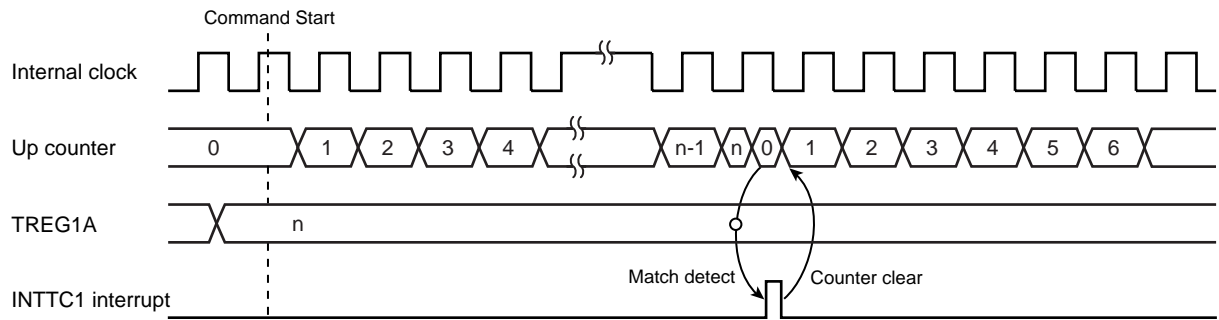 Command Start
Internal clock
Up counter 0 1 2 3 4 n-1 n 0 1 2 3 4 5 6
TREG1A n
Match detect Counter clear
INTTC1 interrupt